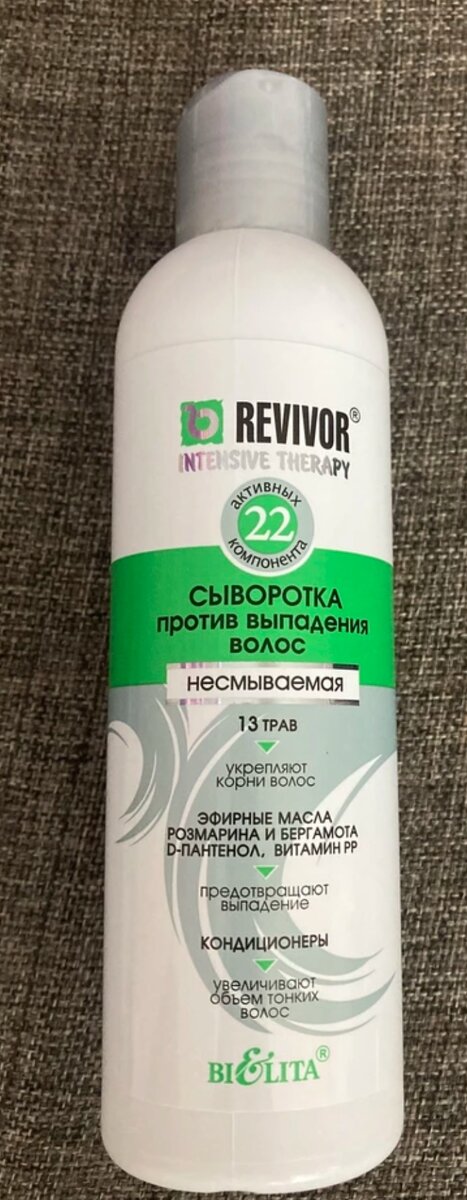 REVIVOR®
INTENSIVE THERAPY
активных
22
компонента
СЫВОРОТКА
против выпадения
волос
несмываемая
13 ТРАВ
укрепляют
корни волос
ЭФИРНЫЕ МАСЛА
РОЗМАРИНА И БЕРГАМОТА
D-ПАНТЕНОЛ, ВИТАМИН РР
предотвращают
выпадение
КОНДИЦИОНЕРЫ
увеличивают
объем тонких
волос
BIELITA®